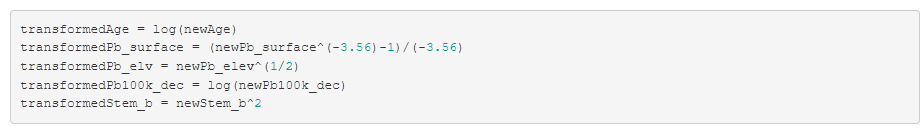 transformedAge = log(newAge)
transformedPb_surface = (newPb_surface^(-3.56)-1)/(-3.56)
transformedPb_elv = newPb_elev^(1/2)
transformedPb100k_dec = log(newPb100k_dec)
transformedStem_b = newStem_b^2